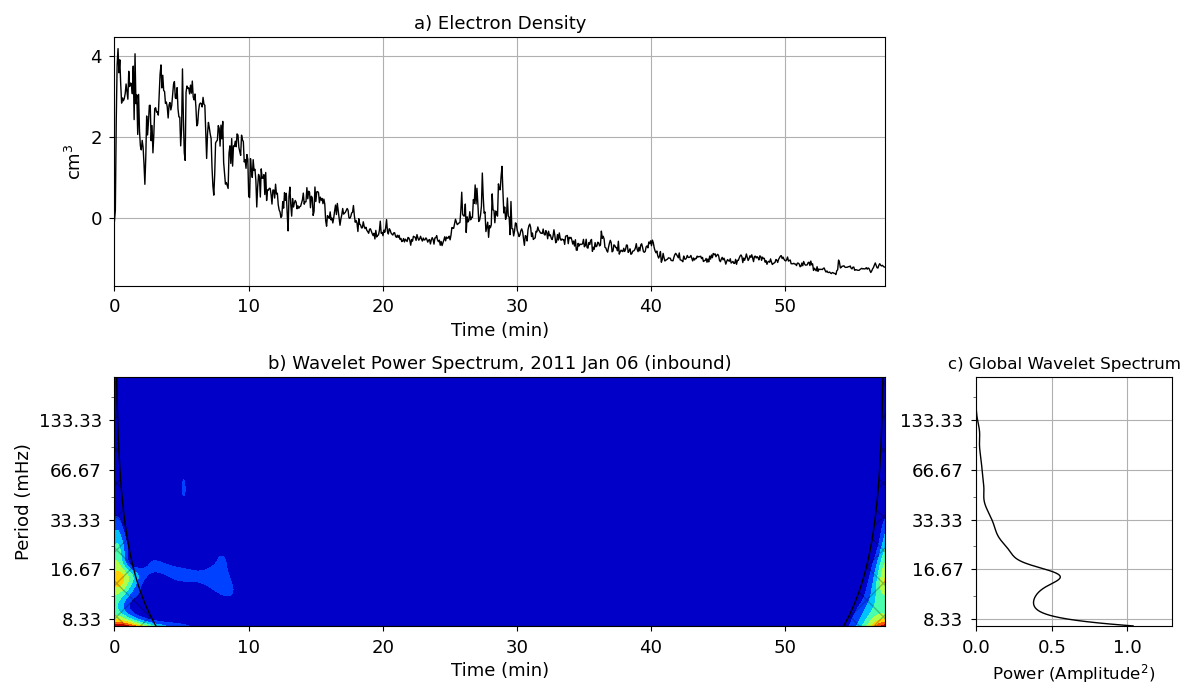 a) Electron Density
4
2
0
cm³
0 10 20 30 40 50
Time (min)
b) Wavelet Power Spectrum, 2011 Jan 06 (inbound)
133.33
66.67
33.33
16.67
8.33
Period (mHz)
0 10 20 30 40 50
Time (min)
c) Global Wavelet Spectrum
133.33
66.67
33.33
16.67
8.33
0.0 0.5 1.0
Power (Amplitude²)